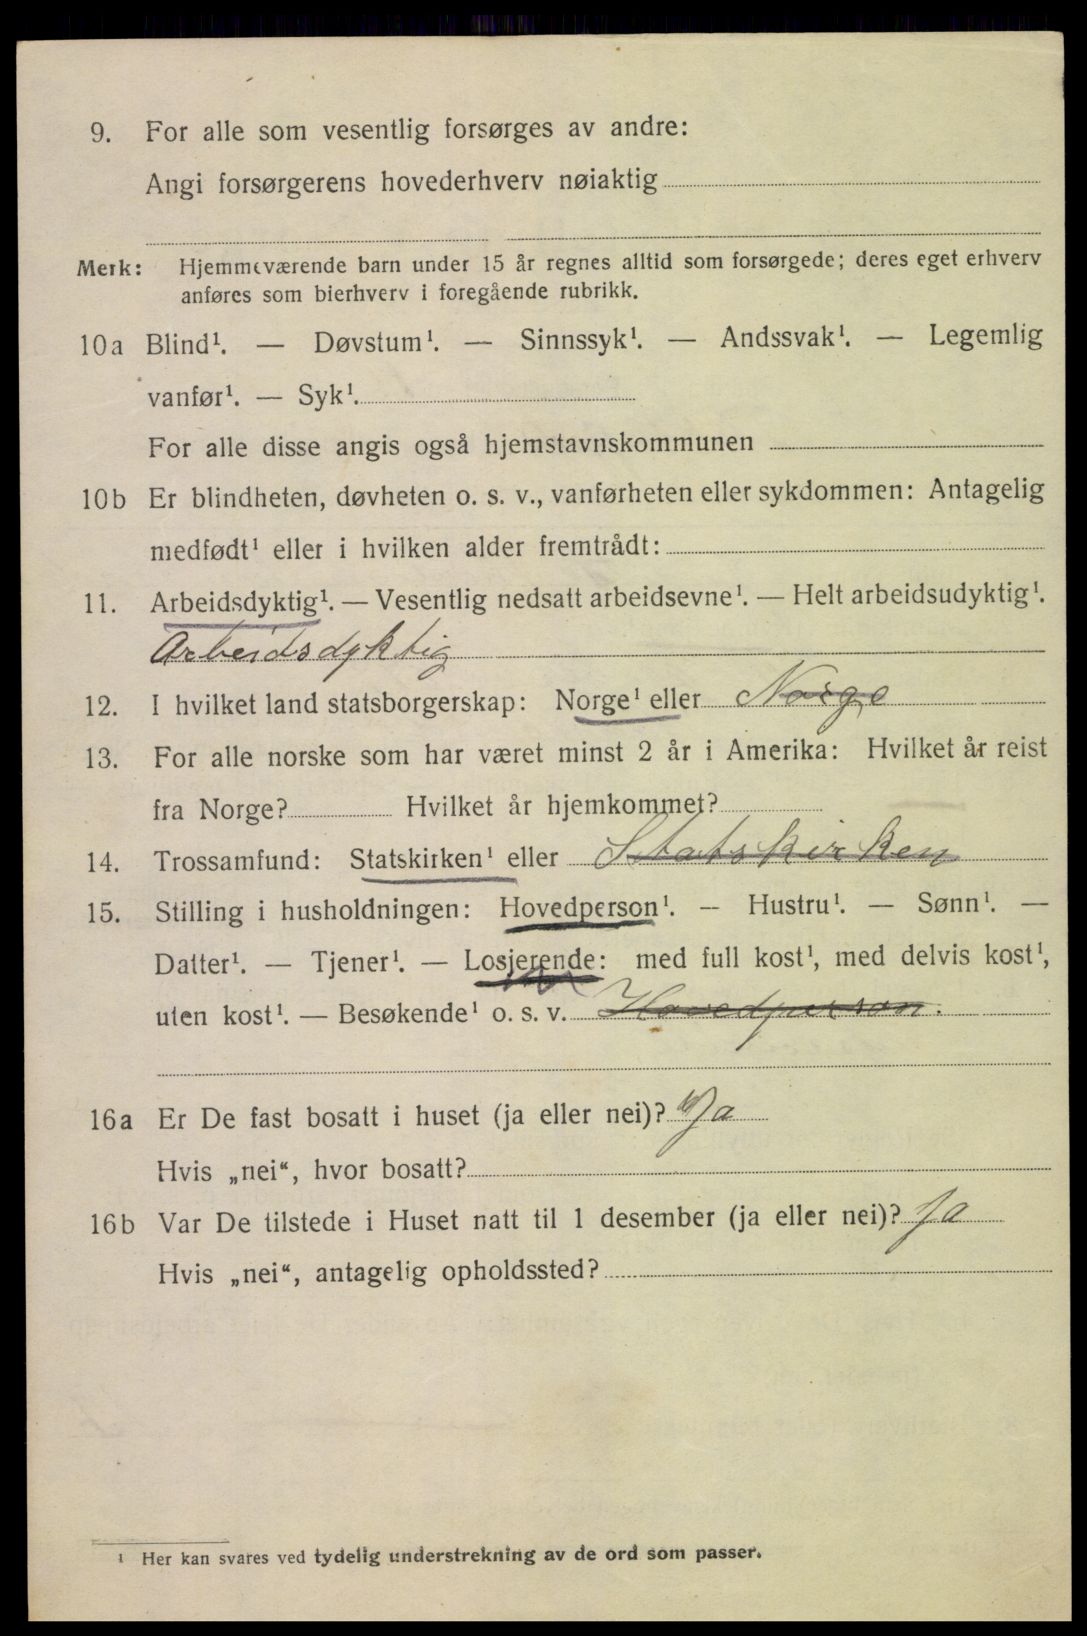 9. For alle som vesentlig forsørges av andre:
Angi forsørgerens hovederhverv nøiaktig
Merk: Hjemmeværende barn under 15 år regnes alltid som forsørgede; deres eget erhverv
anføres som bierhverv i foregående rubrikk.
10a Blind¹. — Døvstum¹. — Sinnssyk¹. — Andssvak¹. — Legemlig
vanfør¹. — Syk¹.
For alle disse angis også hjemstavnskommunen
10b Er blindheten, døvheten o. s. v., vanførheten eller sykdommen: Antagelig
medfødt¹ eller i hvilken alder fremtrådt:
11. Arbeidsdyktig¹. — Vesentlig nedsatt arbeidsevne¹. — Helt arbeidsudyktig¹.
Arbeidsdyktig
12. I hvilket land statsborgerskap: Norge¹ eller Norge
13. For alle norske som har været minst 2 år i Amerika: Hvilket år reist
fra Norge? Hvilket år hjemkommet?
14. Trossamfund: Statskirken¹ eller Statskirken
15. Stilling i husholdningen: Hovedperson¹. — Hustru¹. — Sønn¹. —
Datter¹. — Tjener¹. — Losjerende: med full kost¹, med delvis kost¹,
uten kost¹. — Besøkende¹ o. s. v. Hovedperson.
16a Er De fast bosatt i huset (ja eller nei)? Ja
Hvis „nei“, hvor bosatt?
16b Var De tilstede i Huset natt til 1 desember (ja eller nei)? Ja
Hvis „nei“, antagelig opholdssted?
¹ Her kan svares ved tydelig understrekning av de ord som passer.